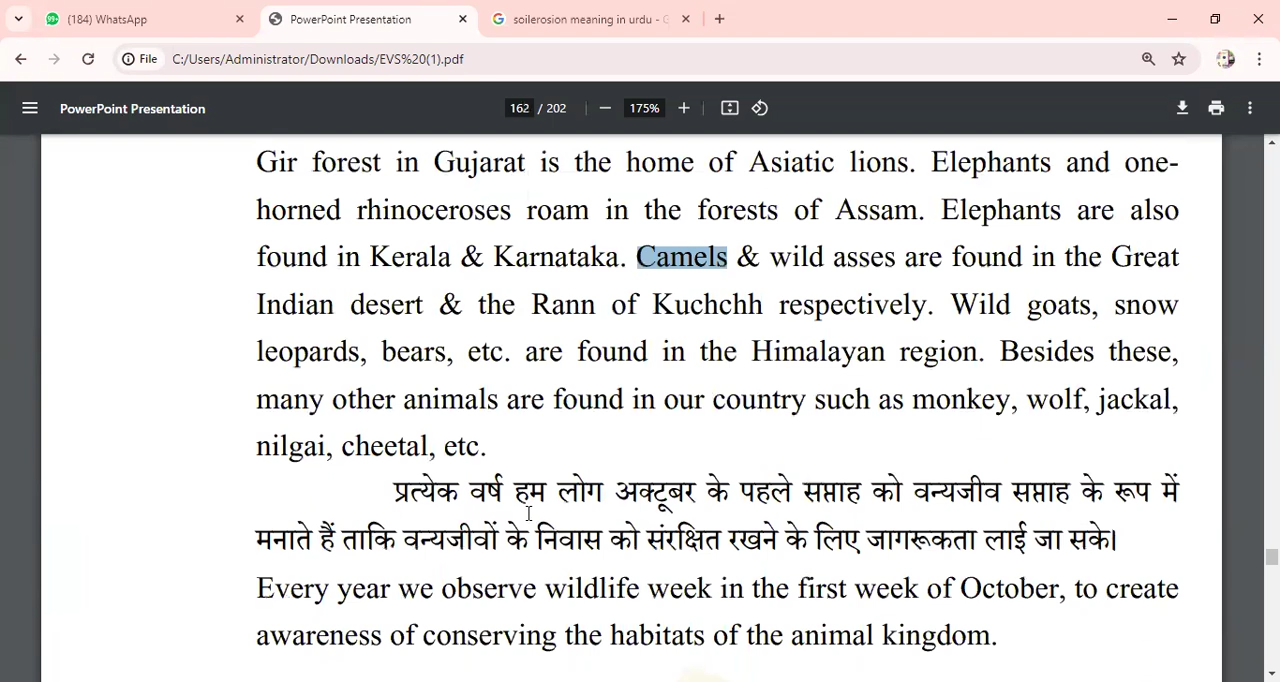 (184) WhatsApp
PowerPoint Presentation
soilerosion meaning in urdu - G
File
C:/Users/Administrator/Downloads/EVS%20(1).pdf
PowerPoint Presentation
162 / 202
175%
Gir forest in Gujarat is the home of Asiatic lions. Elephants and one-
horned rhinoceroses roam in the forests of Assam. Elephants are also
found in Kerala & Karnataka. Camels & wild asses are found in the Great
Indian desert & the Rann of Kuchchh respectively. Wild goats, snow
leopards, bears, etc. are found in the Himalayan region. Besides these,
many other animals are found in our country such as monkey, wolf, jackal,
nilgai, cheetal, etc.
प्रत्येक वर्ष हम लोग अक्टूबर के पहले सप्ताह को वन्यजीव सप्ताह के रूप में
मनाते हैं ताकि वन्यजीवों के निवास को संरक्षित रखने के लिए जागरूकता लाई जा सके।
Every year we observe wildlife week in the first week of October, to create
awareness of conserving the habitats of the animal kingdom.